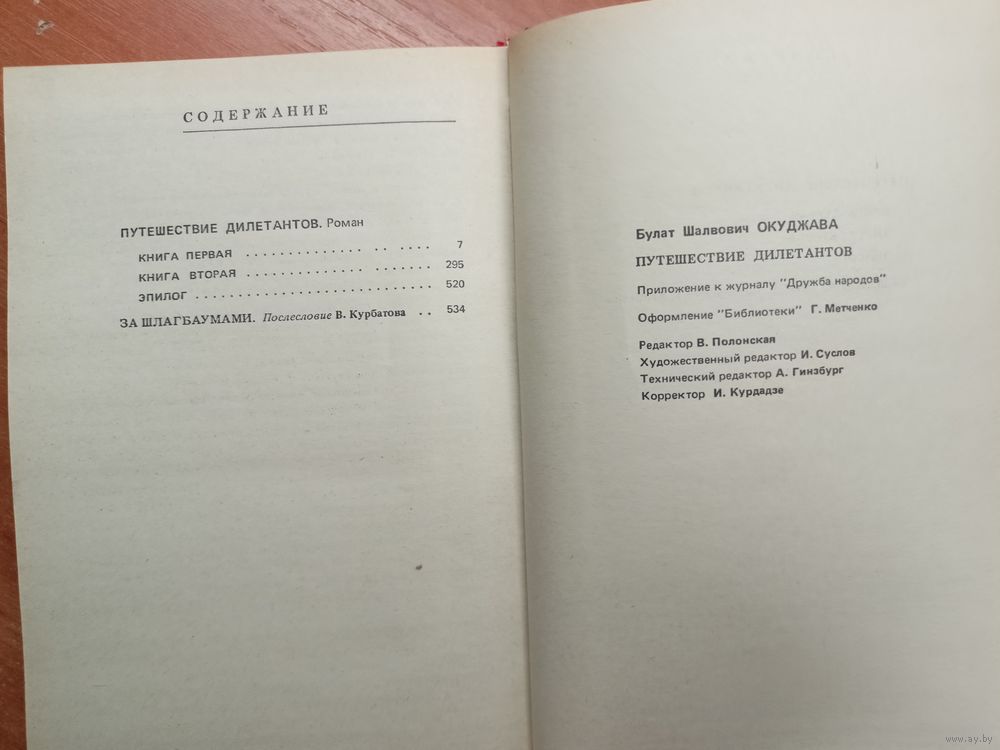 СОДЕРЖАНИЕ
ПУТЕШЕСТВИЕ ДИЛЕТАНТОВ. Роман
КНИГА ПЕРВАЯ . . . . . . . . . . . . . . . . . . . . 7
КНИГА ВТОРАЯ . . . . . . . . . . . . . . . . . . . . . 295
ЭПИЛОГ . . . . . . . . . . . . . . . . . . . . . . . . . . 520
ЗА ШЛАГБАУМАМИ. Послесловие В. Курбатова . . 534
Булат Шалвович ОКУДЖАВА
ПУТЕШЕСТВИЕ ДИЛЕТАНТОВ
Приложение к журналу "Дружба народов"
Оформление "Библиотеки" Г. Метченко
Редактор В. Полонская
Художественный редактор И. Суслов
Технический редактор А. Гинзбург
Корректор И. Курдадзе
www.ay.by